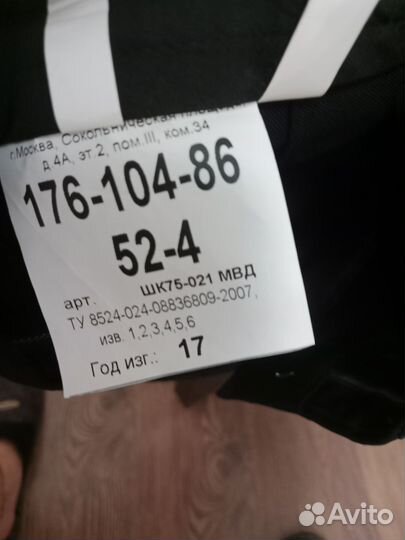 г.Москва, Сокольническая площадь
д 4А, эт.2, пом.III, ком.34
176-104-86
52-4
арт. ШК75-021 МВД
ТУ 8524-024-08836809-2007,
изв. 1,2,3,4,5,6
Год изг.: 17
Avito